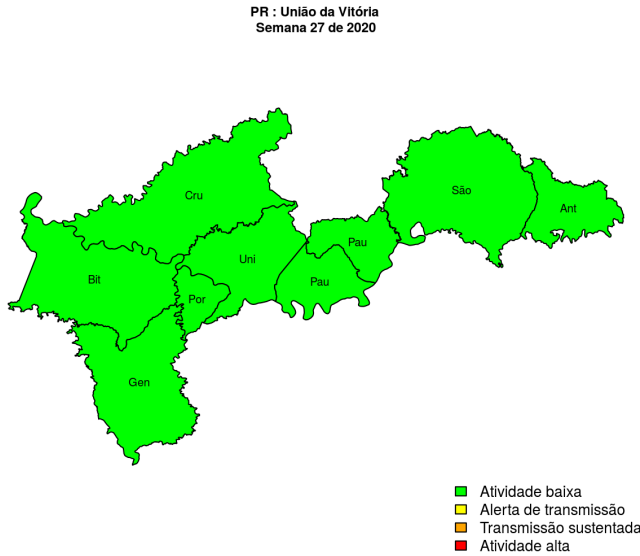 PR : União da Vitória
Semana 27 de 2020
Cru
São
Ant
Pau
Uni
Bit
Pau
Por
Gen
Atividade baixa
Alerta de transmissão
Transmissão sustentada
Atividade alta